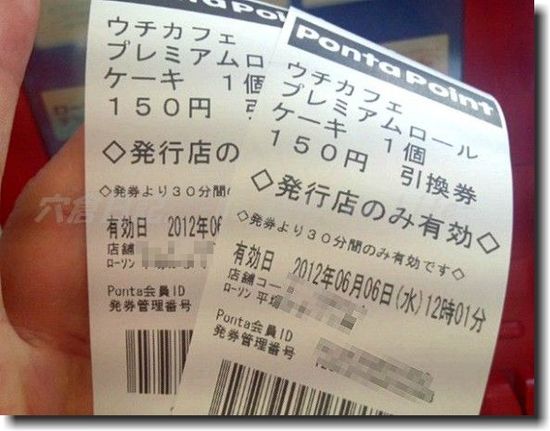 ウチカフェ
プレミアムロ
ケーキ 1個
150円 引
◇発行店の
◇発券より30分間の
有効日 2012年06
店舗
ローソン
Ponta会員ID
発券管理番号
PontaPoint
ウチカフェ
プレミアムロール
ケーキ 1個
150円 引換券
◇発行店のみ有効◇
◇発券より30分間のみ有効です◇
有効日 2012年06月06日(水)12時01分
店舗コー
ローソン 平塚
Ponta会員ID
発券管理番号